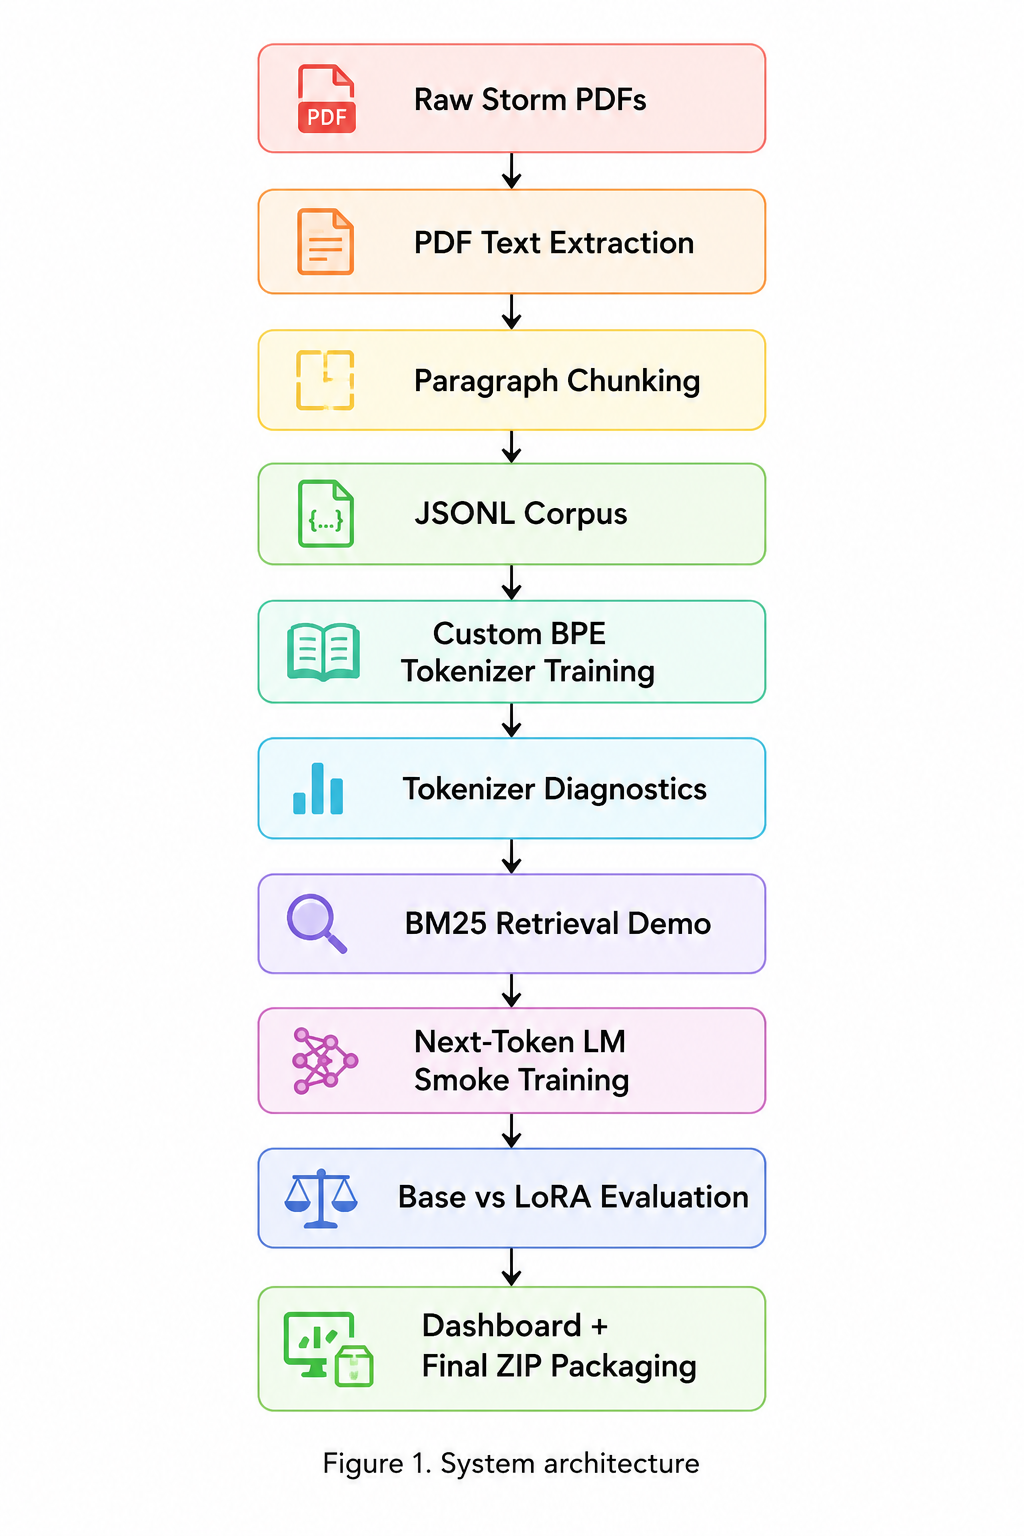 PDF
Raw Storm PDFs
PDF Text Extraction
Paragraph Chunking
{...}
JSONL Corpus
Custom BPE
Tokenizer Training
Tokenizer Diagnostics
BM25 Retrieval Demo
Next-Token LM
Smoke Training
Base vs LoRA Evaluation
Dashboard +
Final ZIP Packaging
Figure 1. System architecture